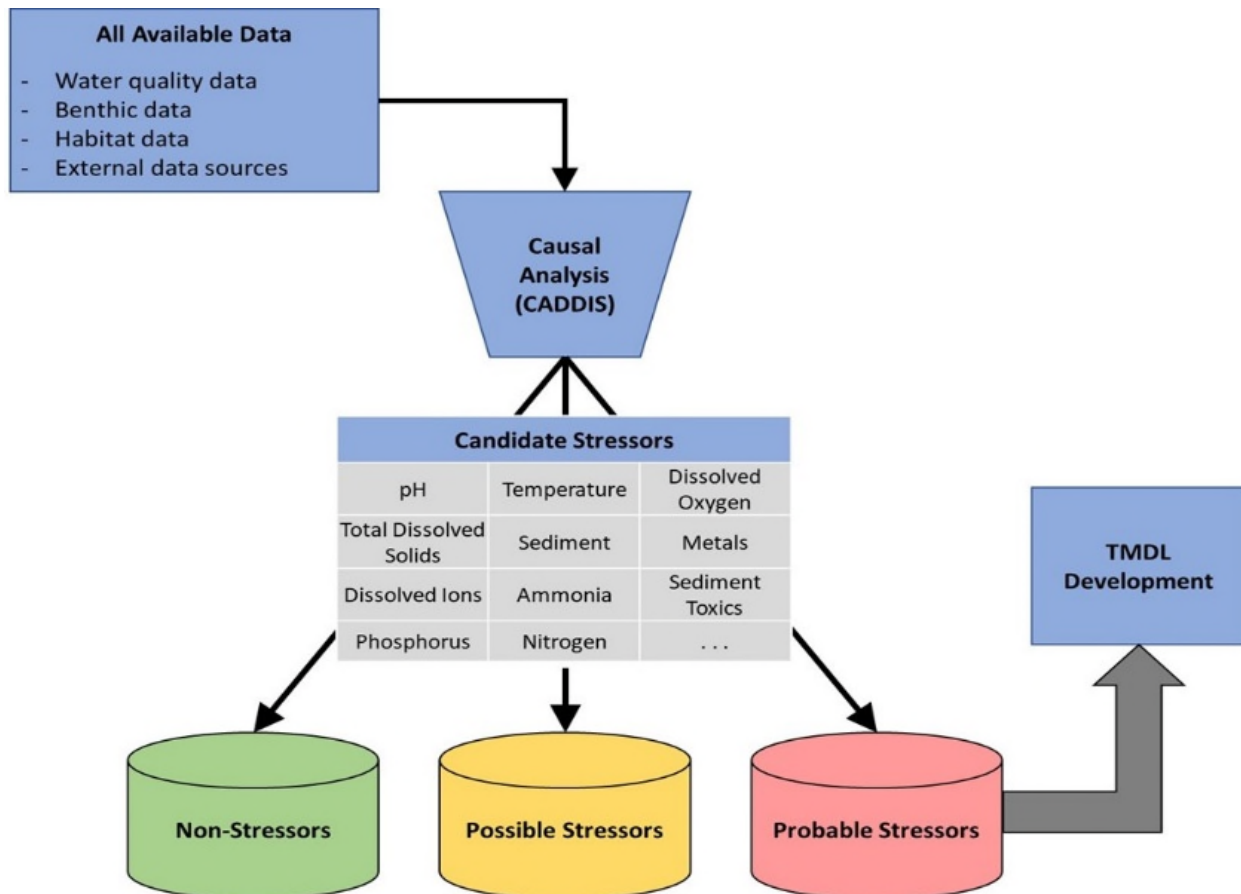 All Available Data
- Water quality data
- Benthic data
- Habitat data
- External data sources
Causal
Analysis
(CADDIS)
Candidate Stressors
pH
Temperature
Dissolved
Oxygen
Total Dissolved
Solids
Sediment
Metals
Dissolved Ions
Ammonia
Sediment
Toxics
Phosphorus
Nitrogen
. . .
TMDL
Development
Non-Stressors
Possible Stressors
Probable Stressors